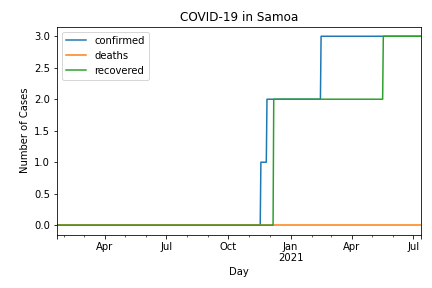 COVID-19 in Samoa
confirmed
deaths
recovered
Number of Cases
3.0
2.5
2.0
1.5
1.0
0.5
0.0
Apr Jul Oct Jan Apr Jul
2021
Day